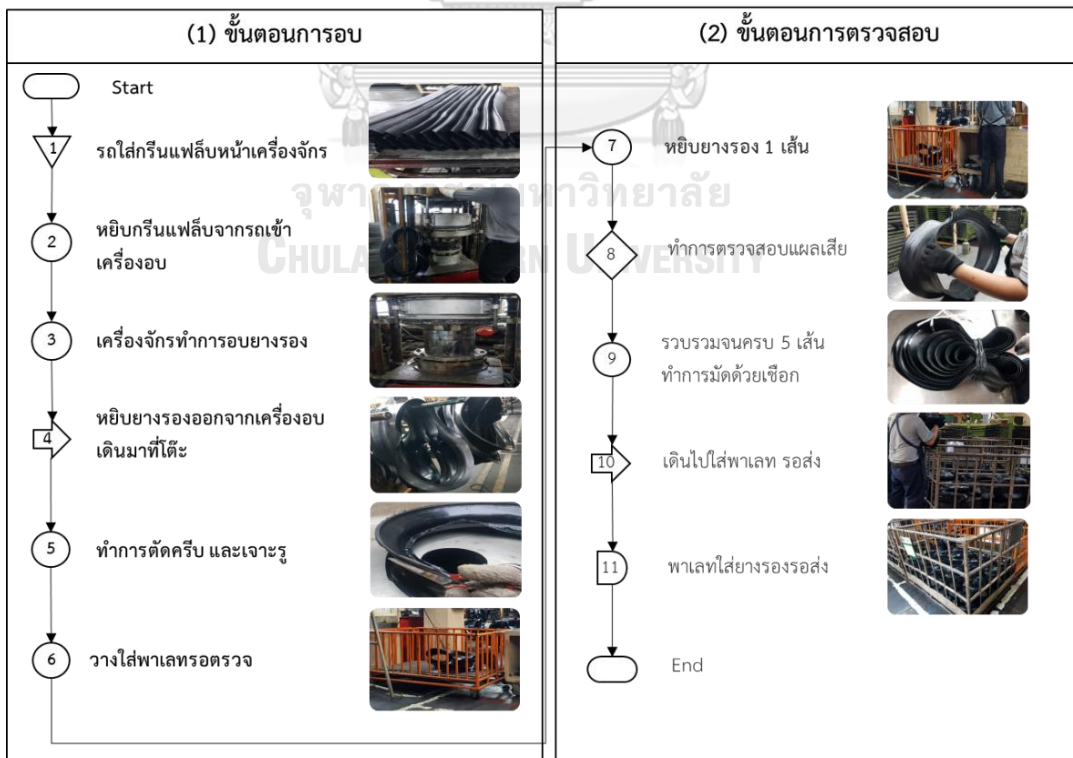 (1) ขั้นตอนการอบ
Start
1
รถใส่กรีนแฟล็บหน้าเครื่องจักร
2
หยิบกรีนแฟล็บจากรถเข้า
เครื่องอบ
3
เครื่องจักรทำการอบยางรอง
4
หยิบยางรองออกจากเครื่องอบ
เดินมาที่โต๊ะ
5
ทำการตัดครีบ และเจาะรู
6
วางใส่พาเลทรอตรวจ
(2) ขั้นตอนการตรวจสอบ
7
หยิบยางรอง 1 เส้น
8
ทำการตรวจสอบแผลเสีย
9
รวบรวมจนครบ 5 เส้น
ทำการมัดด้วยเชือก
10
เดินไปใส่พาเลท รอส่ง
11
พาเลทใส่ยางรองรอส่ง
End